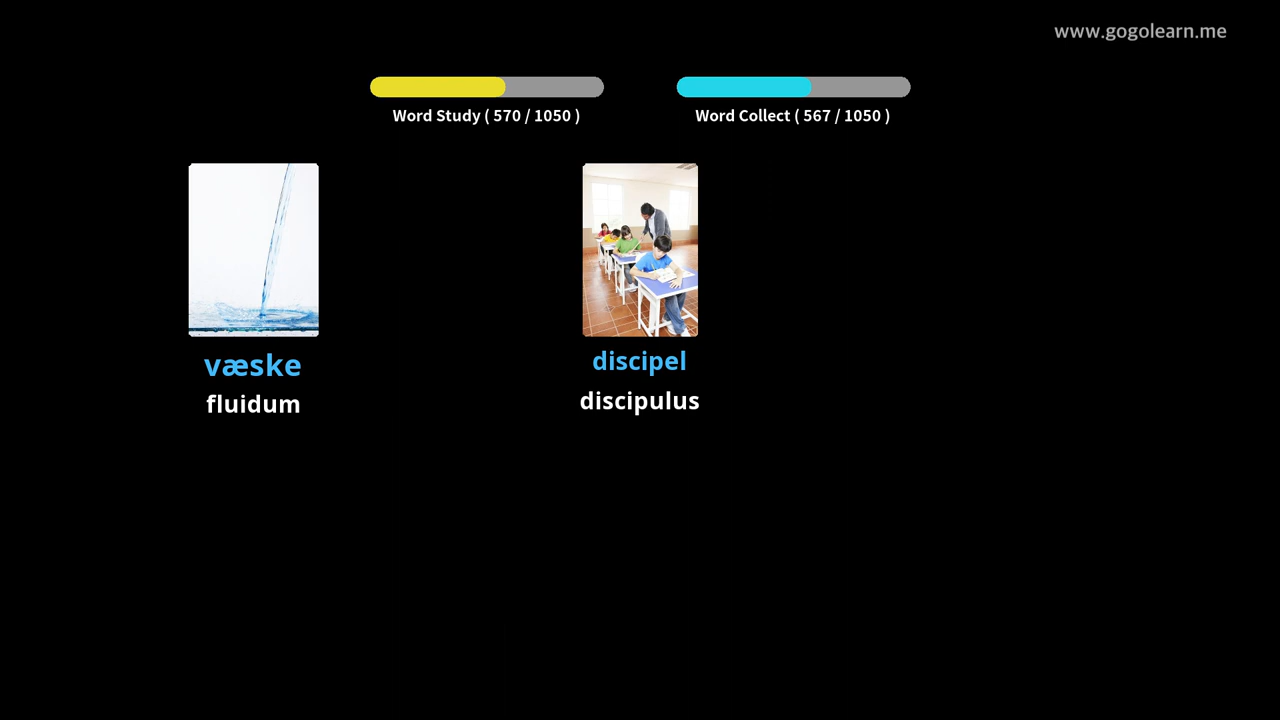 www.gogolearn.me
Word Study ( 570 / 1050 )
Word Collect ( 567 / 1050 )
væske
fluidum
discipel
discipulus